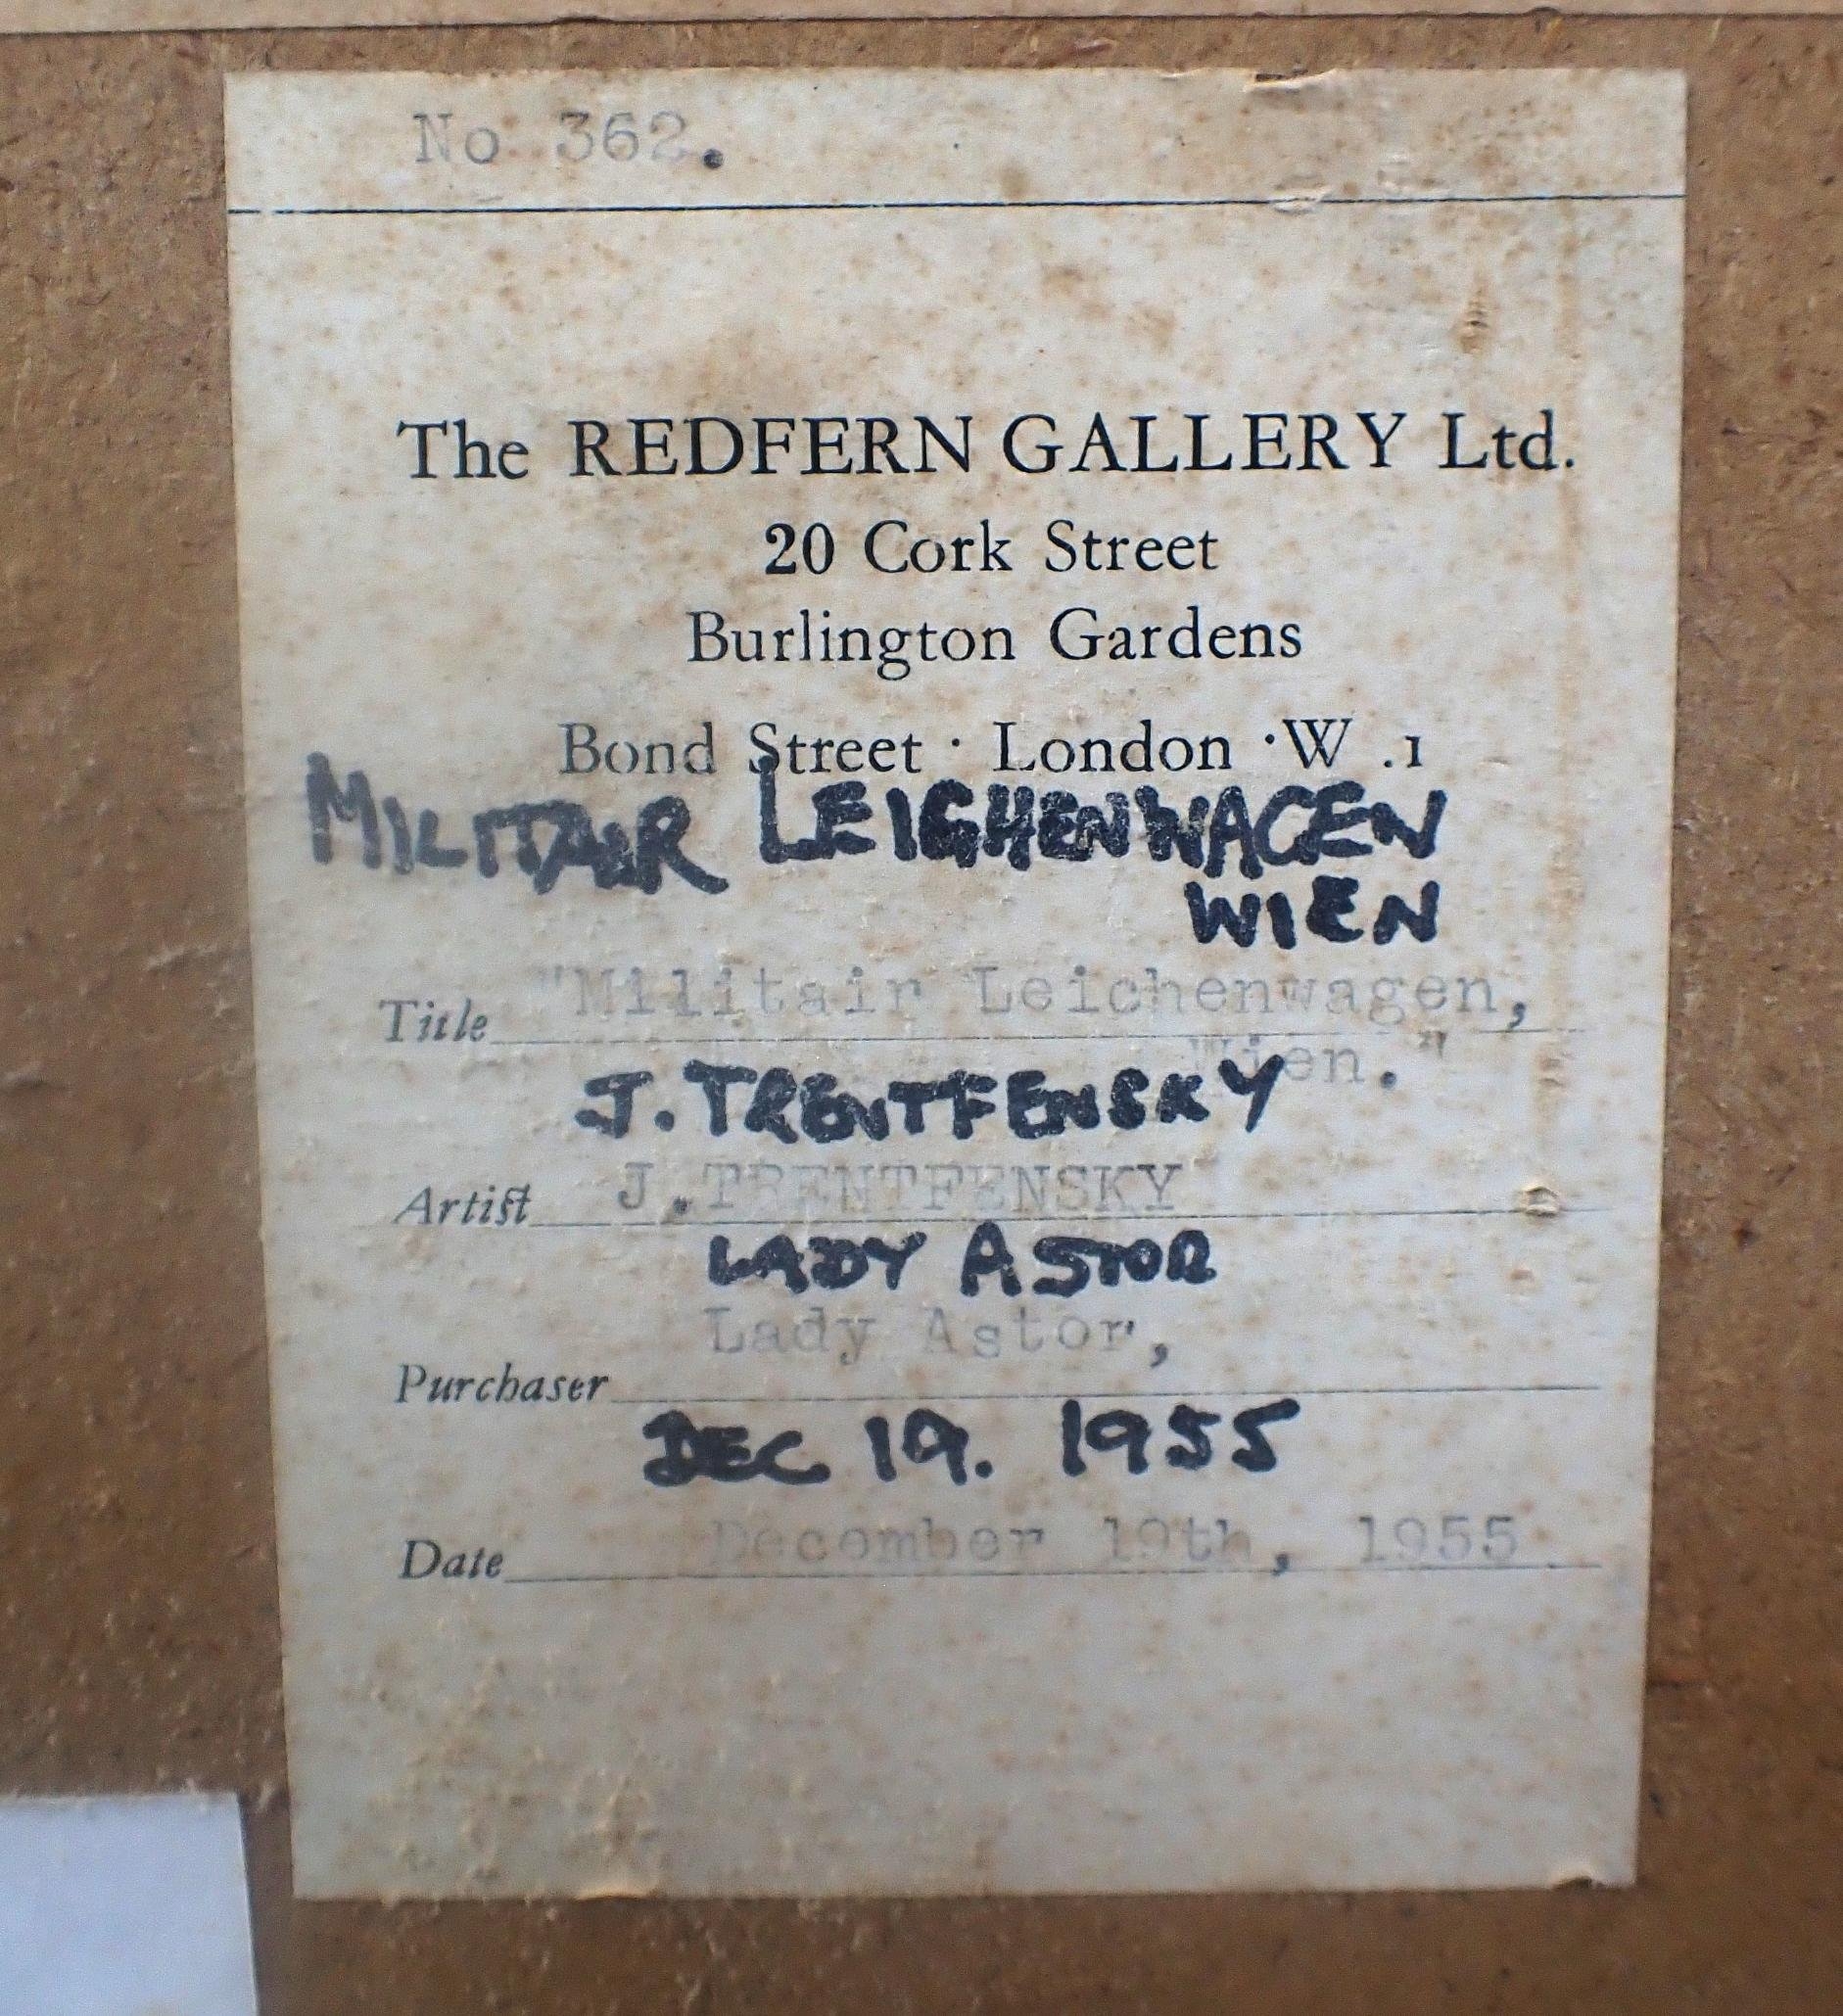 No 362.
The REDFERN GALLERY Ltd.
20 Cork Street
Burlington Gardens
Bond Street · London · W .1
MILITAIR LEIGHENWAGEN
WIEN
Title "Militair Leichenwagen,
Wien."
J. TRENTFENSKY
Artist J. TRENTFENSKY
LADY ASTOR
Lady Astor,
Purchaser
DEC 19. 1955
Date December 19th, 1955